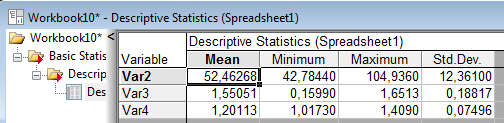 Workbook10* - Descriptive Statistics (Spreadsheet1)
Workbook10*
Basic Statis
Descrip
Des
Descriptive Statistics (Spreadsheet1)
Variable Mean Minimum Maximum Std.Dev.
Var2 52,46268 42,78440 104,9360 12,36100
Var3 1,55051 0,15990 1,6513 0,18817
Var4 1,20113 1,01730 1,4090 0,07496